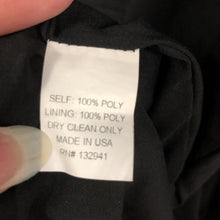 SELF: 100% POLY
LINING: 100% POLY
DRY CLEAN ONLY
MADE IN USA
RN# 132941